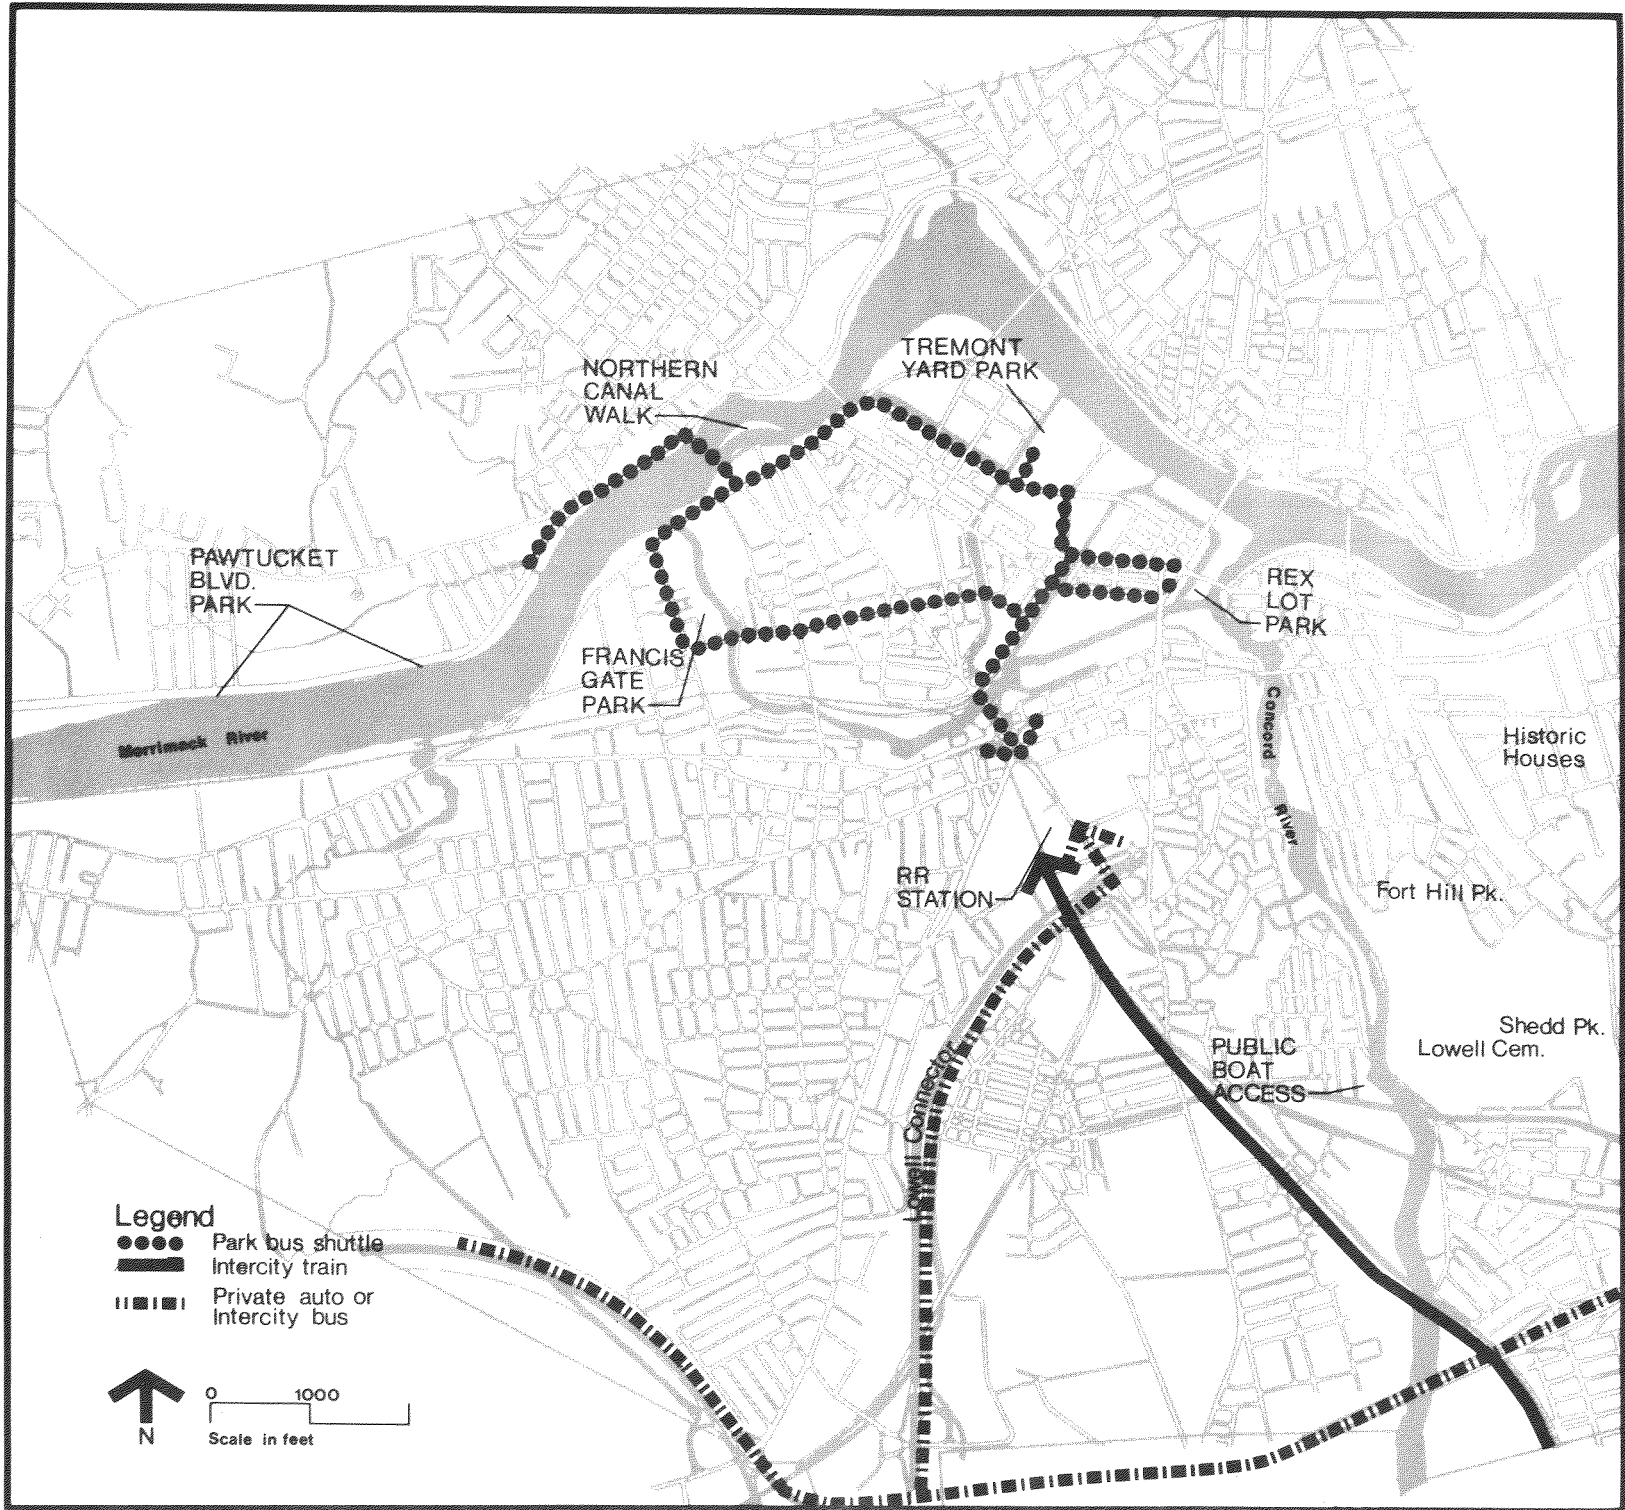 TREMONT
YARD PARK
NORTHERN
CANAL
WALK
PAWTUCKET
BLVD.
PARK
REX
LOT
PARK
FRANCIS
GATE
PARK
Merrimack River
Concord
River
Historic
Houses
RR
STATION
Fort Hill Pk.
Shedd Pk.
Lowell Cem.
PUBLIC
BOAT
ACCESS
Lowell Connector
Legend
Park bus shuttle
Intercity train
Private auto or
Intercity bus
0 1000
N
Scale in feet